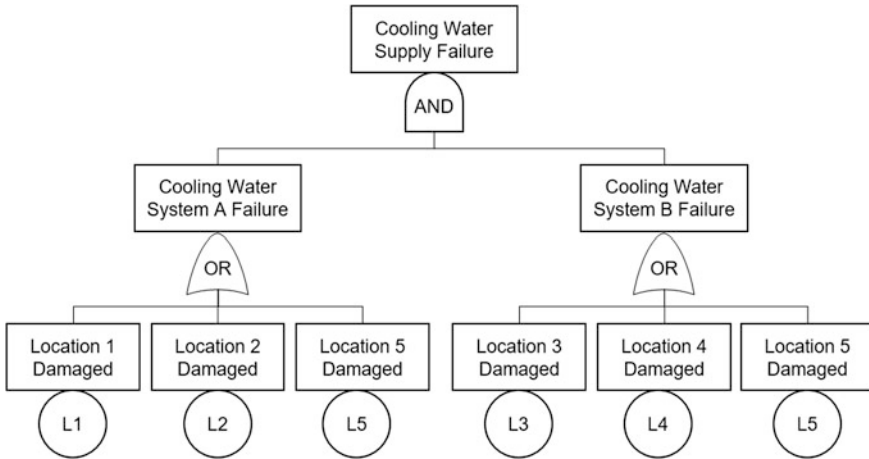 Cooling Water
Supply Failure
AND
Cooling Water
System A Failure
Cooling Water
System B Failure
OR
OR
Location 1
Damaged
Location 2
Damaged
Location 5
Damaged
Location 3
Damaged
Location 4
Damaged
Location 5
Damaged
L1
L2
L5
L3
L4
L5